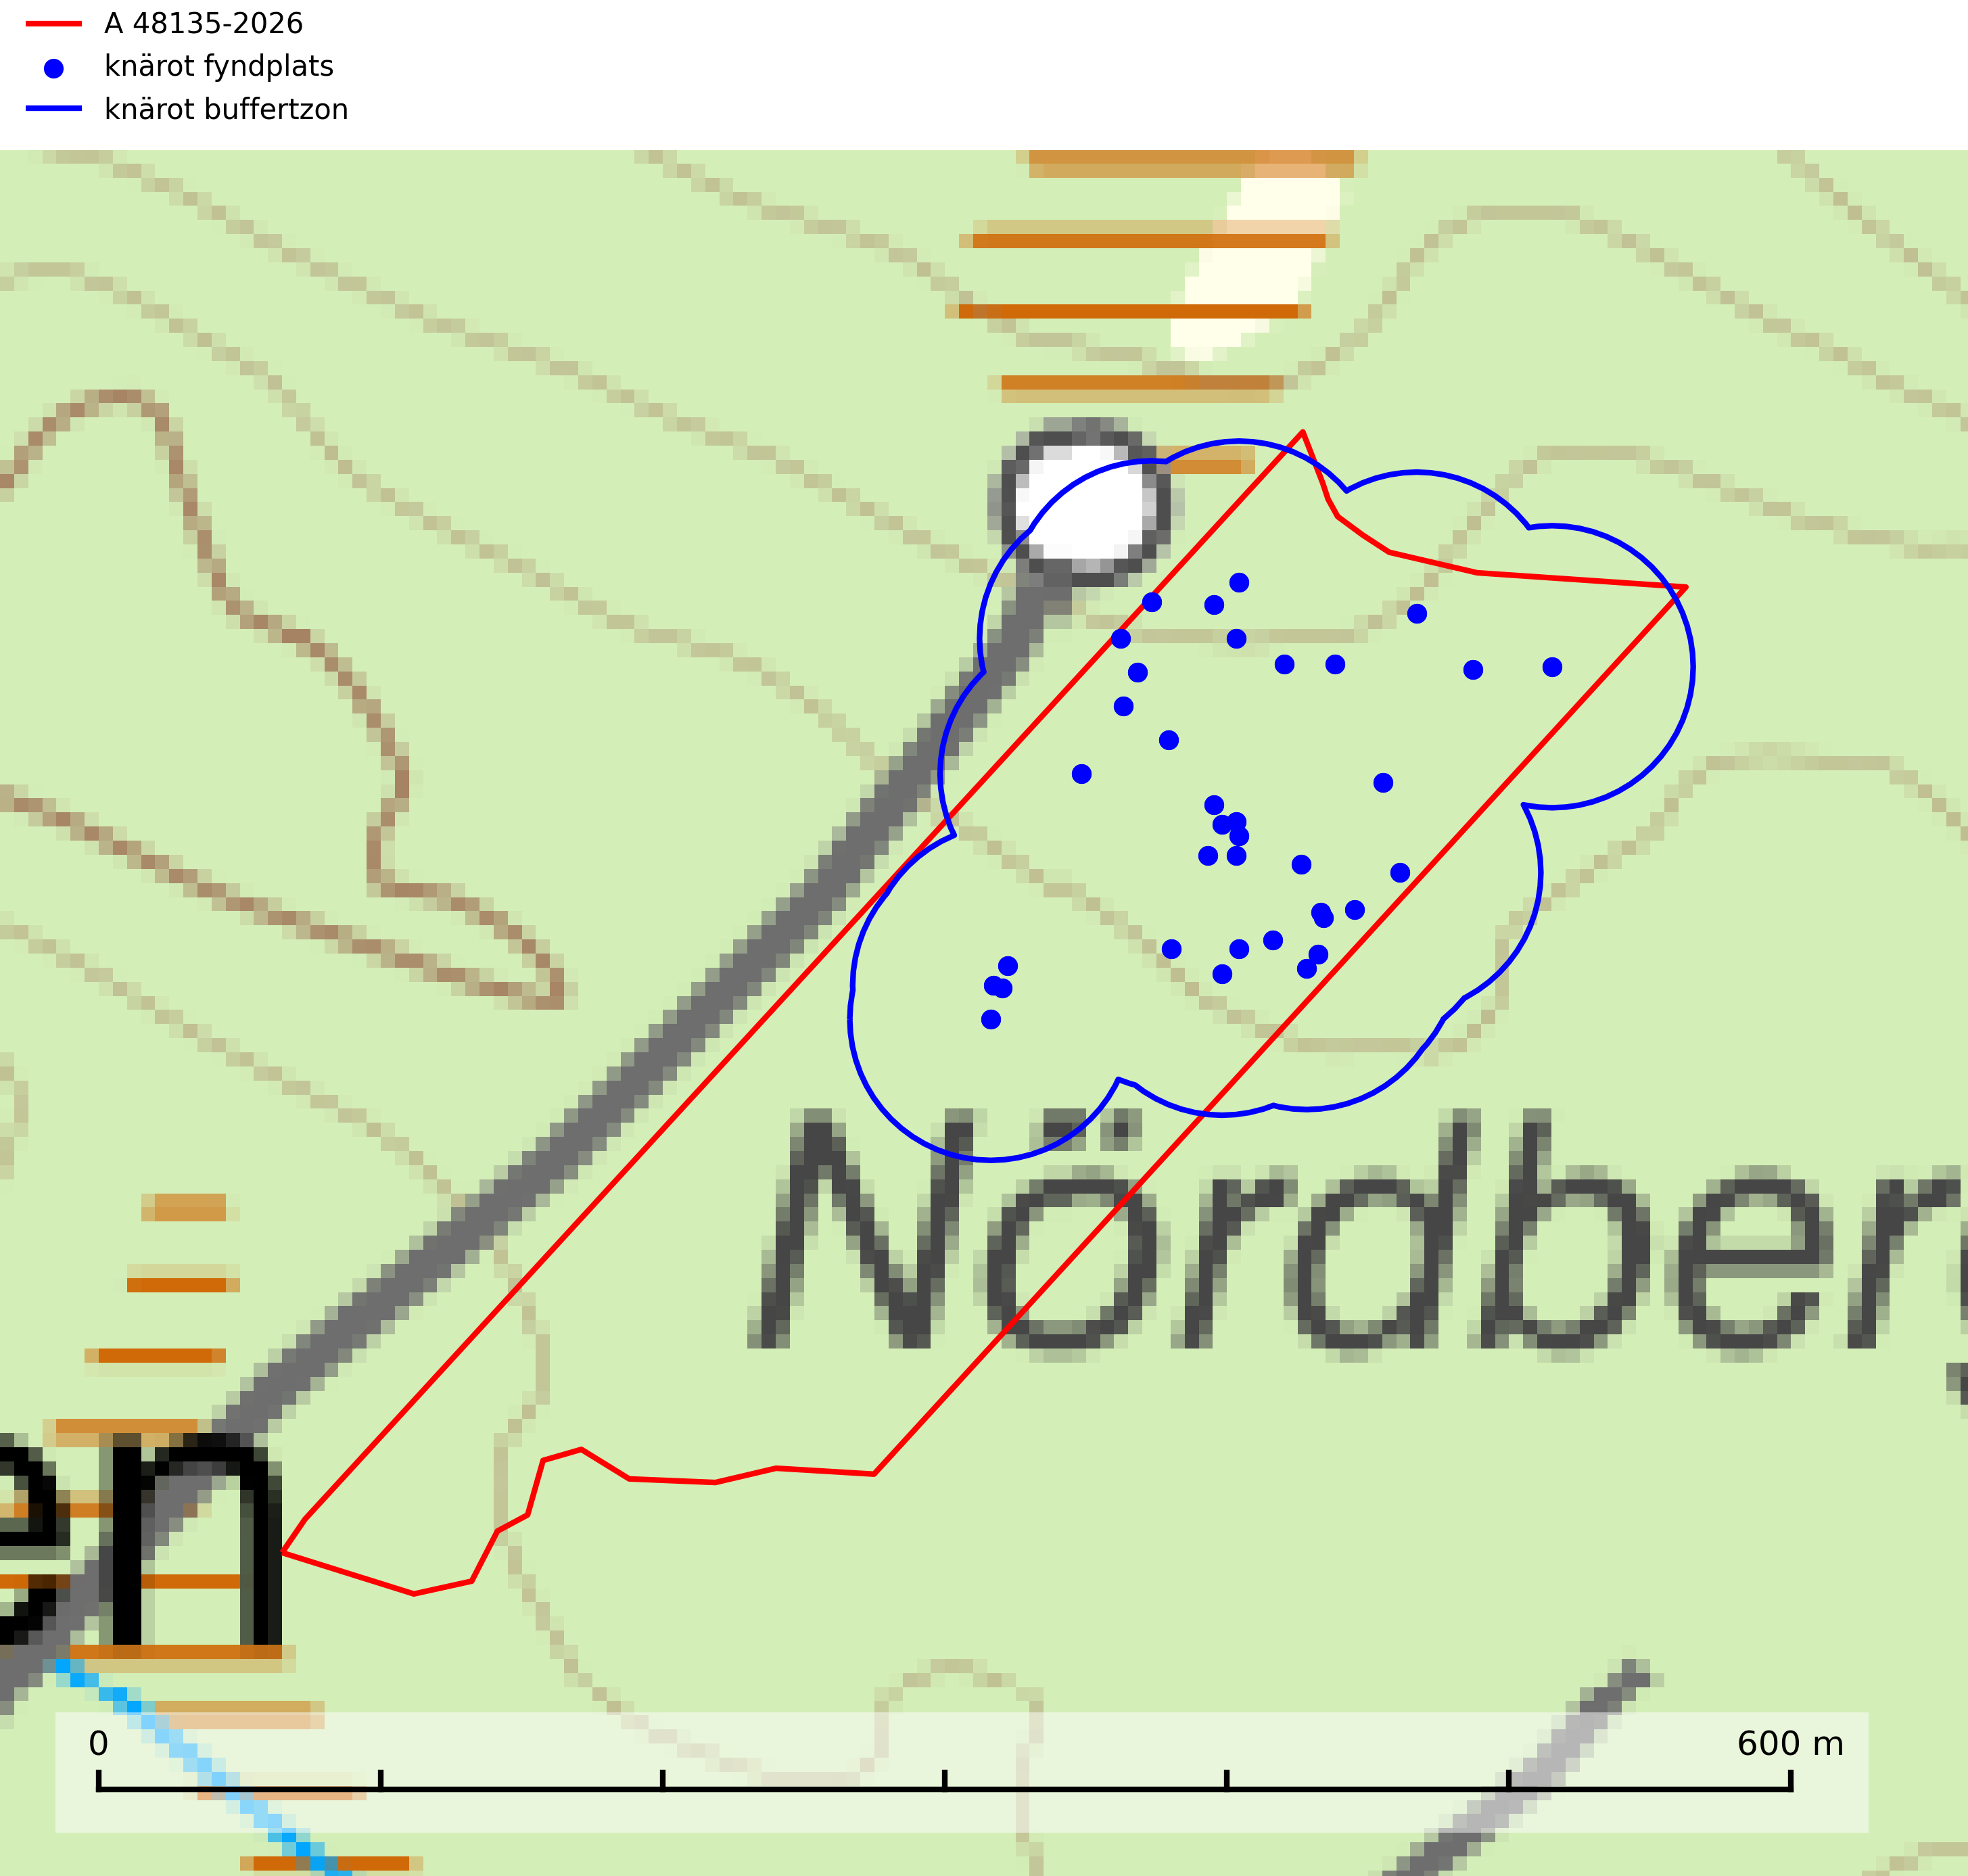 A 48135-2026
knärot fyndplats
knärot buffertzon
Nördber
n
0
600 m